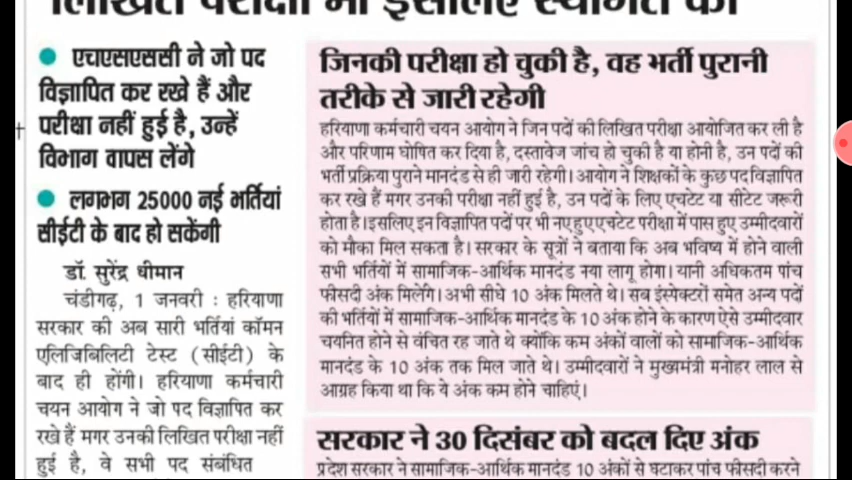 लिखित परीक्षा भी इसलिए स्थगित की
एचएसएससी ने जो पद
विज्ञापित कर रखे हैं और
परीक्षा नहीं हुई है, उन्हें
विभाग वापस लेंगे
लगभग 25000 नई भर्तियां
सीईटी के बाद हो सकेंगी
डॉ. सुरेंद्र धीमान
चंडीगढ़, 1 जनवरी : हरियाणा
सरकार की अब सारी भर्तियां कॉमन
एलिजिबिलिटी टेस्ट (सीईटी) के
बाद ही होंगी। हरियाणा कर्मचारी
चयन आयोग ने जो पद विज्ञापित कर
रखे हैं मगर उनकी लिखित परीक्षा नहीं
हुई है, वे सभी पद संबंधित
जिनकी परीक्षा हो चुकी है, वह भर्ती पुरानी
तरीके से जारी रहेगी
हरियाणा कर्मचारी चयन आयोग ने जिन पदों की लिखित परीक्षा आयोजित कर ली है
और परिणाम घोषित कर दिया है, दस्तावेज जांच हो चुकी है या होनी है, उन पदों की
भर्ती प्रक्रिया पुराने मानदंड से ही जारी रहेगी। आयोग ने शिक्षकों के कुछ पद विज्ञापित
कर रखे हैं मगर उनकी परीक्षा नहीं हुई है, उन पदों के लिए एचटेट या सीटेट जरूरी
होता है। इसलिए इन विज्ञापित पदों पर भी नए हुए एचटेट परीक्षा में पास हुए उम्मीदवारों
को मौका मिल सकता है। सरकार के सूत्रों ने बताया कि अब भविष्य में होने वाली
सभी भर्तियों में सामाजिक-आर्थिक मानदंड नया लागू होगा। यानी अधिकतम पांच
फीसदी अंक मिलेंगे। अभी सीधे 10 अंक मिलते थे। सब इंस्पेक्टरों समेत अन्य पदों
की भर्तियों में सामाजिक-आर्थिक मानदंड के 10 अंक होने के कारण ऐसे उम्मीदवार
चयनित होने से वंचित रह जाते थे क्योंकि कम अंकों वालों को सामाजिक-आर्थिक
मानदंड के 10 अंक तक मिल जाते थे। उम्मीदवारों ने मुख्यमंत्री मनोहर लाल से
आग्रह किया था कि ये अंक कम होने चाहिएं।
सरकार ने 30 दिसंबर को बदल दिए अंक
प्रदेश सरकार ने सामाजिक-आर्थिक मानदंड 10 अंकों से घटाकर पांच फीसदी करने